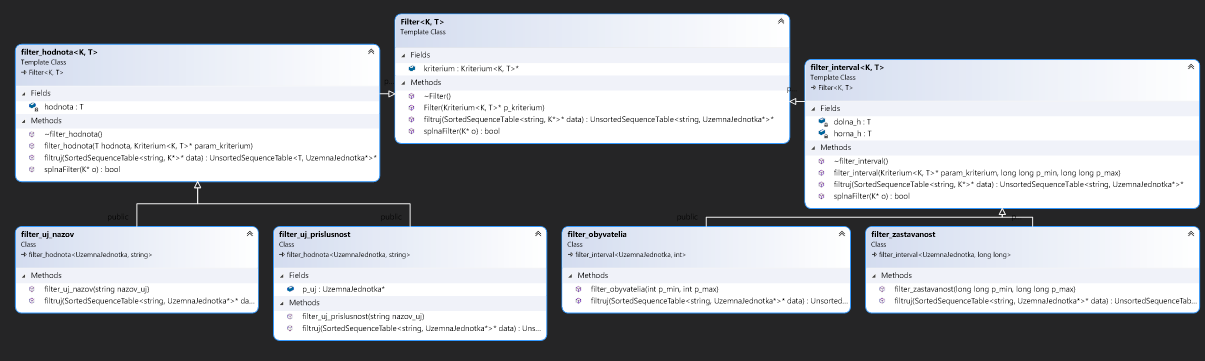 Filter<K, T>
Template Class
Fields
kriterium : Kriterium<K, T>*
Methods
~Filter()
Filter(Kriterium<K, T>* p_kriterium)
filtruj(SortedSequenceTable<string, K*>* data) : UnsortedSequenceTable<string, UzemnaJednotka*>*
splnaFilter(K* o) : bool
filter_hodnota<K, T>
Template Class
Filter<K, T>
Fields
hodnota : T
Methods
~filter_hodnota()
filter_hodnota(T hodnota, Kriterium<K, T>* param_kriterium)
filtruj(SortedSequenceTable<string, K*>* data) : UnsortedSequenceTable<T, UzemnaJednotka*>*
splnaFilter(K* o) : bool
filter_interval<K, T>
Template Class
Filter<K, T>
Fields
dolna_h : T
horna_h : T
Methods
~filter_interval()
filter_interval(Kriterium<K, T>* param_kriterium, long long p_min, long long p_max)
filtruj(SortedSequenceTable<string, K*>* data) : UnsortedSequenceTable<string, UzemnaJednotka*>*
splnaFilter(K* o) : bool
public
public
public
filter_uj_nazov
Class
filter_hodnota<UzemnaJednotka, string>
Methods
filter_uj_nazov(string nazov_uj)
filtruj(SortedSequenceTable<string, UzemnaJednotka*>* da...
filter_uj_prislusnost
Class
filter_hodnota<UzemnaJednotka, string>
Fields
p_uj : UzemnaJednotka*
Methods
filter_uj_prislusnost(string nazov_uj)
filtruj(SortedSequenceTable<string, UzemnaJednotka*>* data) : Uns...
filter_obyvatelia
Class
filter_interval<UzemnaJednotka, int>
Methods
filter_obyvatelia(int p_min, int p_max)
filtruj(SortedSequenceTable<string, UzemnaJednotka*>* data) : Unsorted...
filter_zastavanost
Class
filter_interval<UzemnaJednotka, long long>
Methods
filter_zastavanost(long long p_min, long long p_max)
filtruj(SortedSequenceTable<string, UzemnaJednotka*>* data) : UnsortedSequenceTab...